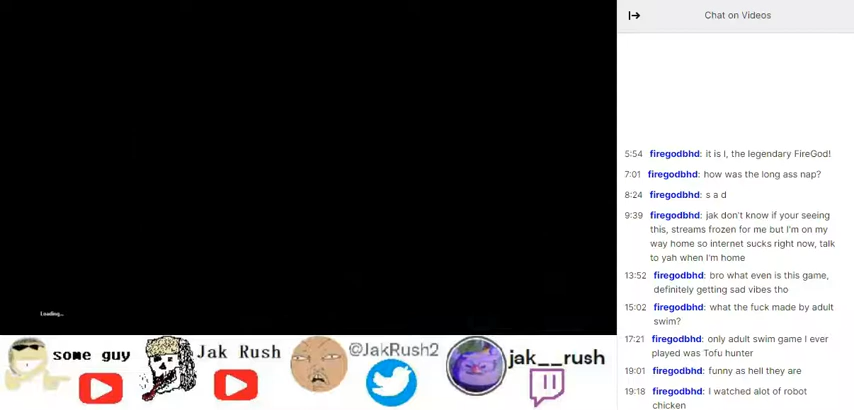 Chat on Videos
5:54 firegodbhd: it is I, the legendary FireGod!
7:01 firegodbhd: how was the long ass nap?
8:24 firegodbhd: s a d
9:39 firegodbhd: jak don't know if your seeing
this, streams frozen for me but I'm on my
way home so internet sucks right now, talk
to yah when I'm home
13:52 firegodbhd: bro what even is this game,
definitely getting sad vibes tho
15:02 firegodbhd: what the fuck made by adult
swim?
17:21 firegodbhd: only adult swim game I ever
played was Tofu hunter
19:01 firegodbhd: funny as hell they are
19:18 firegodbhd: I watched alot of robot
chicken
Loading...
some guy
Jak Rush
@JakRush2
jak__rush